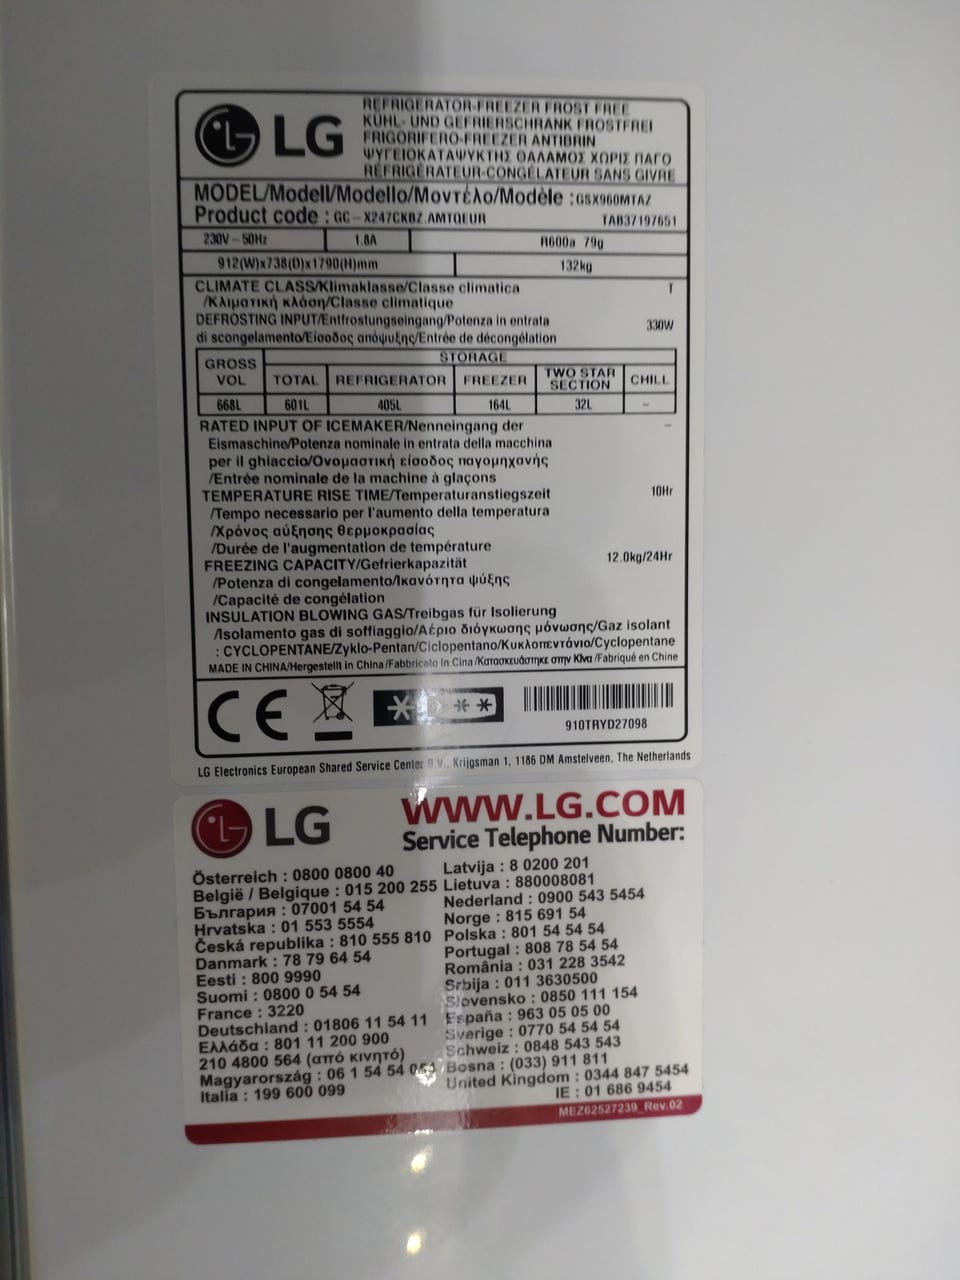 LG
REFRIGERATOR-FREEZER FROST FREE
KÜHL- UND GEFRIERSCHRANK FROSTFREI
FRIGORIFERO-FREEZER ANTIBRIN
ΨΥΓΕΙΟΚΑΤΑΨΥΚΤΗΣ ΘΑΛΑΜΟΣ ΧΩΡΙΣ ΠΑΓΟ
RÉFRIGÉRATEUR-CONGÉLATEUR SANS GIVRE
MODEL/Modell/Modello/Μοντέλο/Modèle : GSX960MTAZ
Product code : GC-X247CKBZ.AMTQEUR TAB37197651
230V~50Hz 1.8A R600a 79g
912(W)x738(D)x1790(H)mm 132kg
CLIMATE CLASS/Klimaklasse/Classe climatica T
/Κλιματική κλάση/Classe climatique
DEFROSTING INPUT/Entfrostungseingang/Potenza in entrata 330W
di scongelamento/Είσοδος απόψυξης/Entrée de décongélation
GROSS VOL STORAGE
TOTAL REFRIGERATOR FREEZER TWO STAR SECTION CHILL
668L 601L 405L 164L 32L -
RATED INPUT OF ICEMAKER/Nenneingang der -
Eismaschine/Potenza nominale in entrata della macchina
per il ghiaccio/Ονομαστική είσοδος παγομηχανής
/Entrée nominale de la machine à glaçons
TEMPERATURE RISE TIME/Temperaturanstiegszeit 10Hr
/Tempo necessario per l'aumento della temperatura
/Χρόνος αύξησης θερμοκρασίας
/Durée de l'augmentation de température
FREEZING CAPACITY/Gefrierkapazität 12.0kg/24Hr
/Potenza di congelamento/Ικανότητα ψύξης
/Capacité de congélation
INSULATION BLOWING GAS/Treibgas für Isolierung
/Isolamento gas di soffiaggio/Αέριο διόγκωσης μόνωσης/Gaz isolant
: CYCLOPENTANE/Zyklo-Pentan/Ciclopentano/Κυκλοπεντάνιο/Cyclopentane
MADE IN CHINA/Hergestellt in China/Fabbricato In Cina /Κατασκευάστηκε στην Κίνα /Fabriqué en Chine
CE
910TRYD27098
LG Electronics European Shared Service Center B.V., Krijgsman 1, 1186 DM Amstelveen, The Netherlands
LG
WWW.LG.COM
Service Telephone Number:
Österreich : 0800 0800 40
België / Belgique : 015 200 255
България : 07001 54 54
Hrvatska : 01 553 5554
Česká republika : 810 555 810
Danmark : 78 79 64 54
Eesti : 800 9990
Suomi : 0800 0 54 54
France : 3220
Deutschland : 01806 11 54 11
Ελλάδα : 801 11 200 900
210 4800 564 (από κινητό)
Magyarország : 06 1 54 54 054
Italia : 199 600 099
Latvija : 8 0200 201
Lietuva : 880008081
Nederland : 0900 543 5454
Norge : 815 691 54
Polska : 801 54 54 54
Portugal : 808 78 54 54
România : 031 228 3542
Srbija : 011 3630500
Slovensko : 0850 111 154
España : 963 05 05 00
Sverige : 0770 54 54 54
Schweiz : 0848 543 543
Bosna : (033) 911 811
United Kingdom : 0344 847 5454
IE : 01 686 9454
MEZ62527239_Rev.02